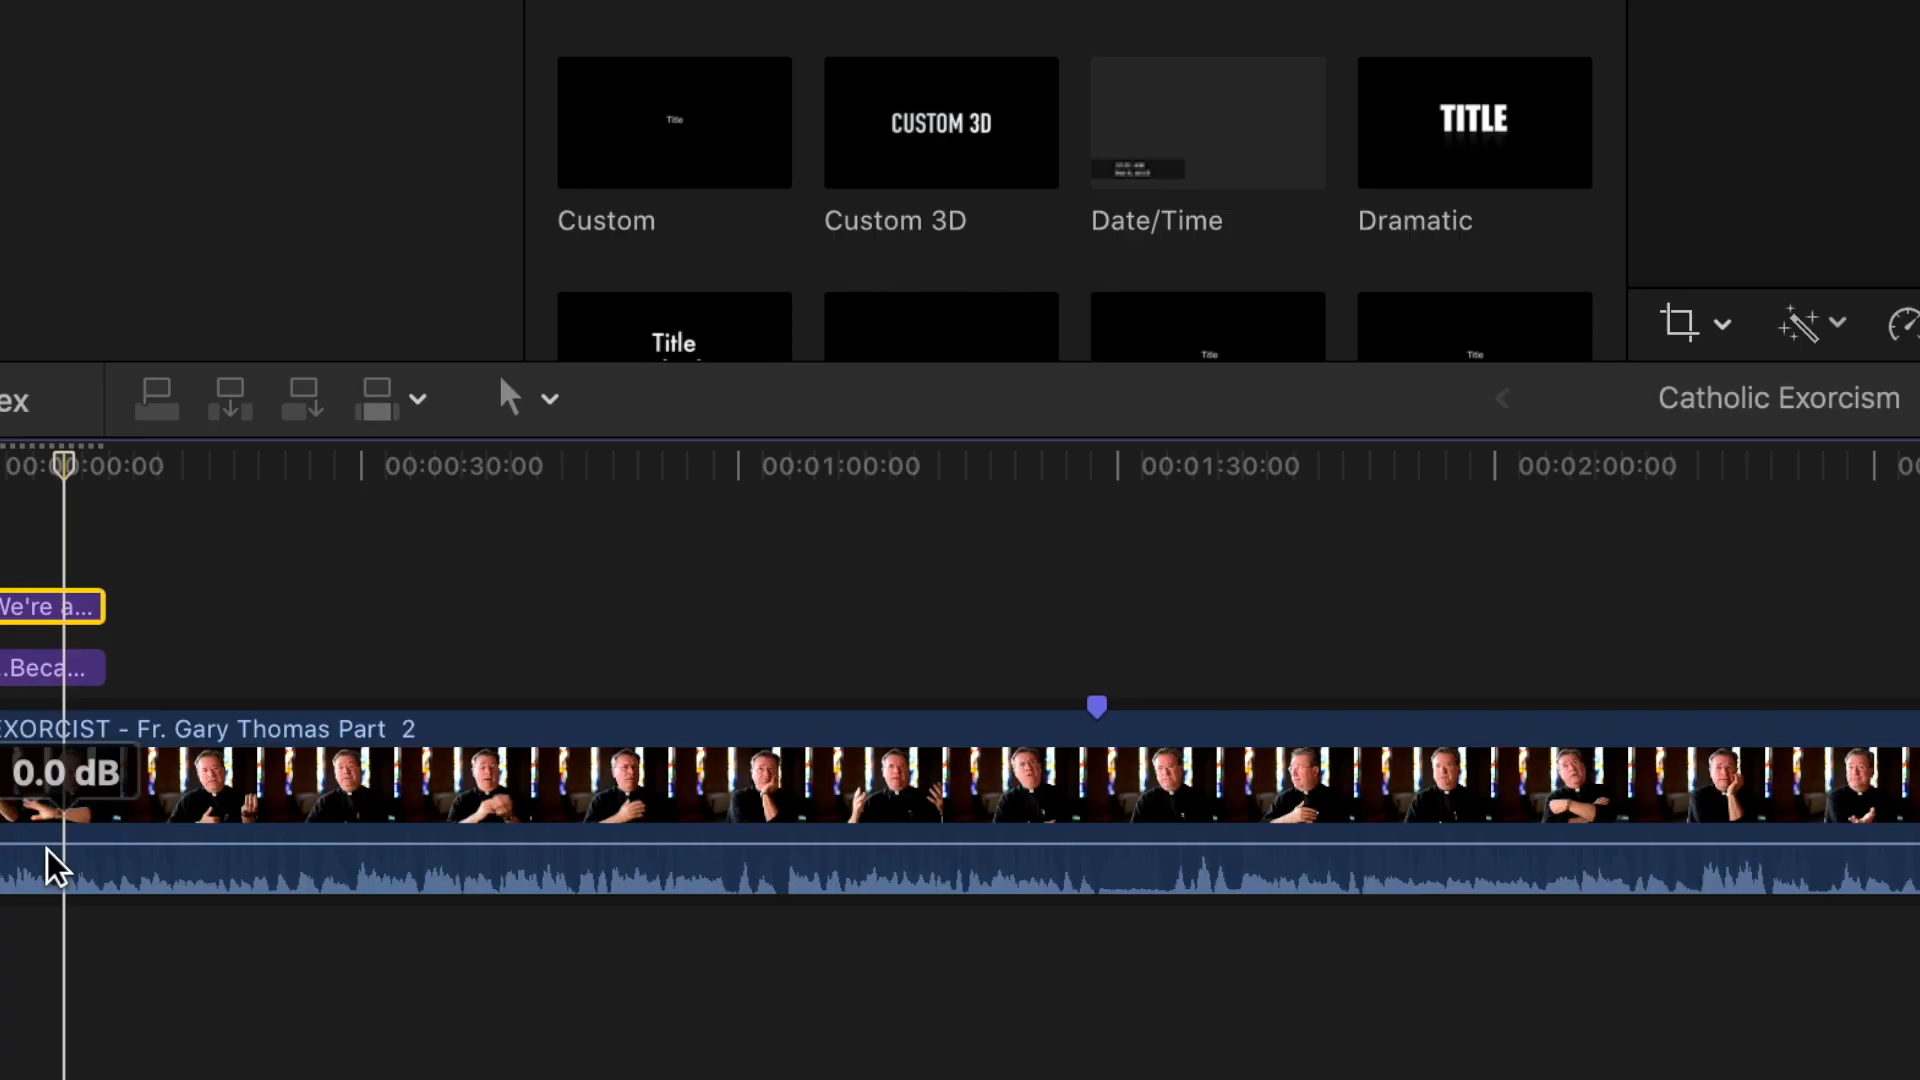 Title
CUSTOM 3D
TITLE
Custom
Custom 3D
Date/Time
Dramatic
Title
Title
Title
ex
Catholic Exorcism
00:00:00:00
00:00:30:00
00:01:00:00
00:01:30:00
00:02:00:00
00
We're a...
.Beca...
EXORCIST - Fr. Gary Thomas Part 2
0.0 dB